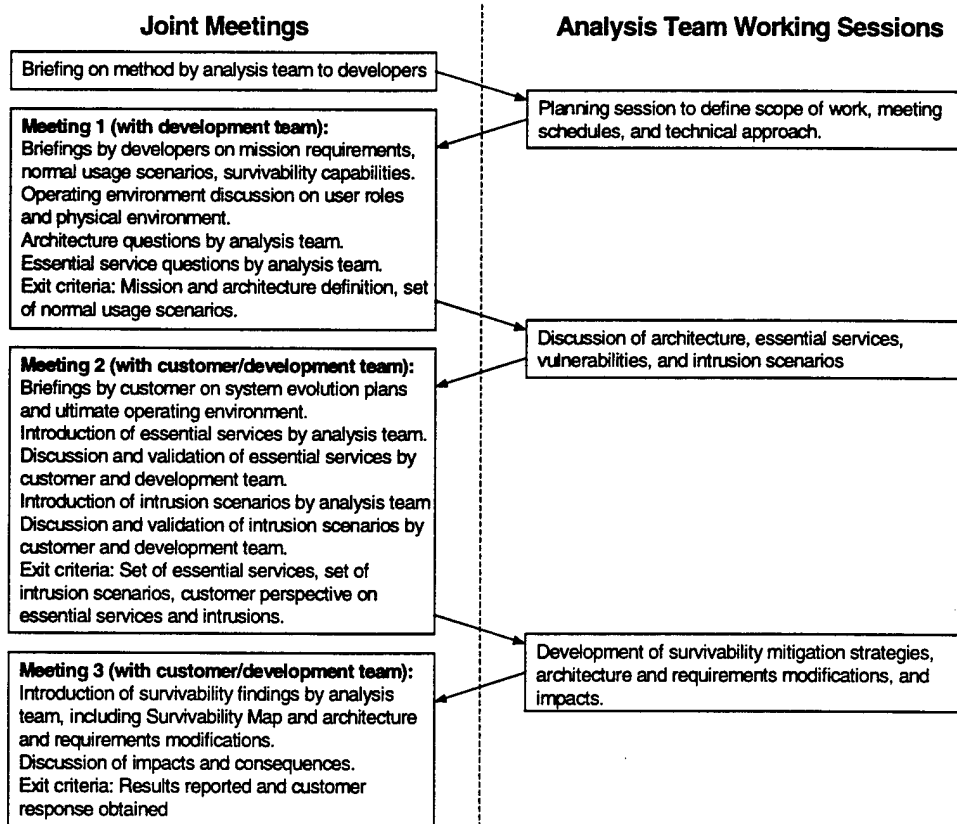 Joint Meetings
Analysis Team Working Sessions
Briefing on method by analysis team to developers
Planning session to define scope of work, meeting
schedules, and technical approach.
Meeting 1 (with development team):
Briefings by developers on mission requirements,
normal usage scenarios, survivability capabilities.
Operating environment discussion on user roles
and physical environment.
Architecture questions by analysis team.
Essential service questions by analysis team.
Exit criteria: Mission and architecture definition, set
of normal usage scenarios.
Discussion of architecture, essential services,
vulnerabilities, and intrusion scenarios
Meeting 2 (with customer/development team):
Briefings by customer on system evolution plans
and ultimate operating environment.
Introduction of essential services by analysis team.
Discussion and validation of essential services by
customer and development team.
Introduction of intrusion scenarios by analysis team
Discussion and validation of intrusion scenarios by
customer and development team.
Exit criteria: Set of essential services, set of
intrusion scenarios, customer perspective on
essential services and intrusions.
Development of survivability mitigation strategies,
architecture and requirements modifications, and
impacts.
Meeting 3 (with customer/development team):
Introduction of survivability findings by analysis
team, including Survivability Map and architecture
and requirements modifications.
Discussion of impacts and consequences.
Exit criteria: Results reported and customer
response obtained